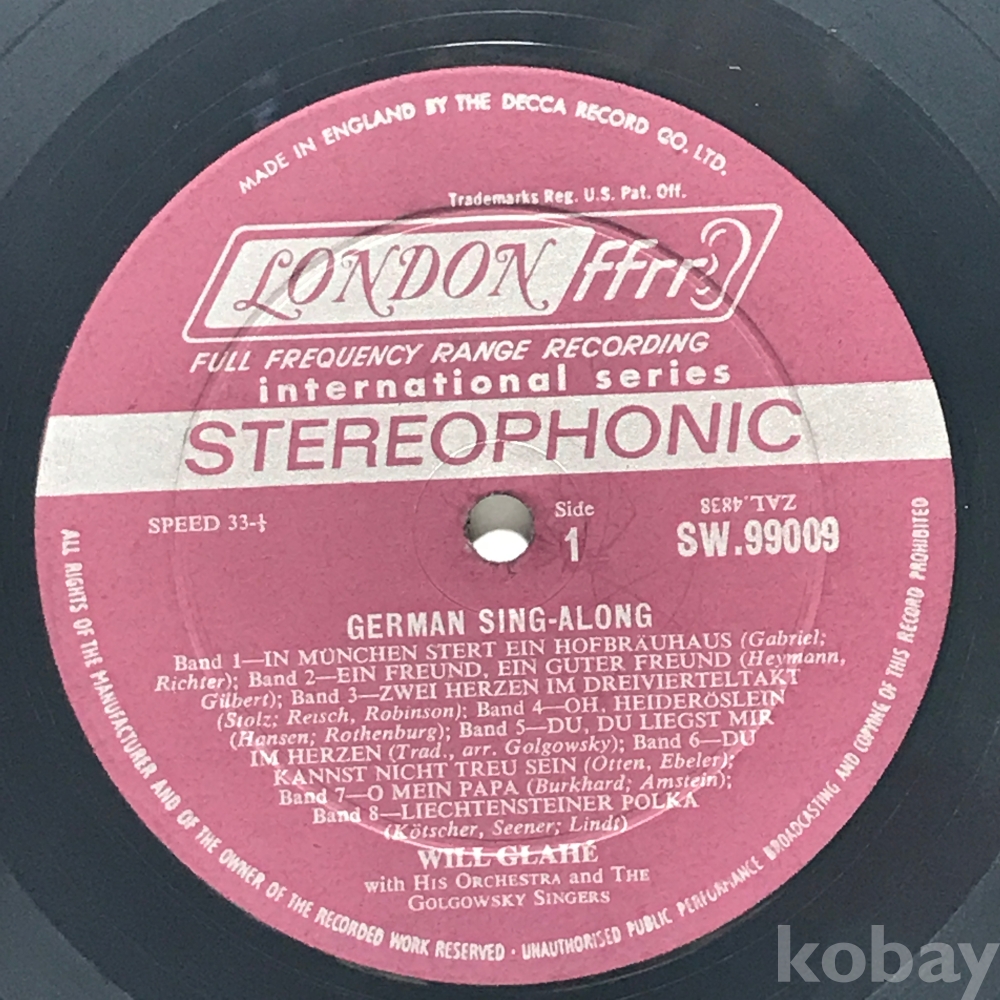 MADE IN ENGLAND BY THE DECCA RECORD CO. LTD.
Trademarks Reg. U.S. Pat. Off.
LONDON ffrr
FULL FREQUENCY RANGE RECORDING
international series
STEREOPHONIC
SPEED 33-⅓
Side
1
ZAL.4838
SW.99009
GERMAN SING-ALONG
Band 1—IN MÜNCHEN STERT EIN HOFBRÄUHAUS (Gabriel;
Richter); Band 2—EIN FREUND, EIN GUTER FREUND (Heymann,
Gilbert); Band 3—ZWEI HERZEN IM DREIVIERTELTAKT
(Stolz; Reisch, Robinson); Band 4—OH, HEIDERÖSLEIN
(Hansen; Rothenburg); Band 5—DU, DU LIEGST MIR
IM HERZEN (Trad., arr. Golgowsky); Band 6—DU
KANNST NICHT TREU SEIN (Otten, Ebeler);
Band 7—O MEIN PAPA (Burkhard; Amstein);
Band 8—LIECHTENSTEINER POLKA
(Kötscher, Seener; Lindt)
WILL GLAHÉ
with HIS ORCHESTRA and THE
GOLGOWSKY SINGERS
ALL RIGHTS OF THE MANUFACTURER AND OF THE OWNER OF THE RECORDED WORK RESERVED · UNAUTHORISED PUBLIC PERFORMANCE BROADCASTING AND COPYING OF THIS RECORD PROHIBITED
kobay